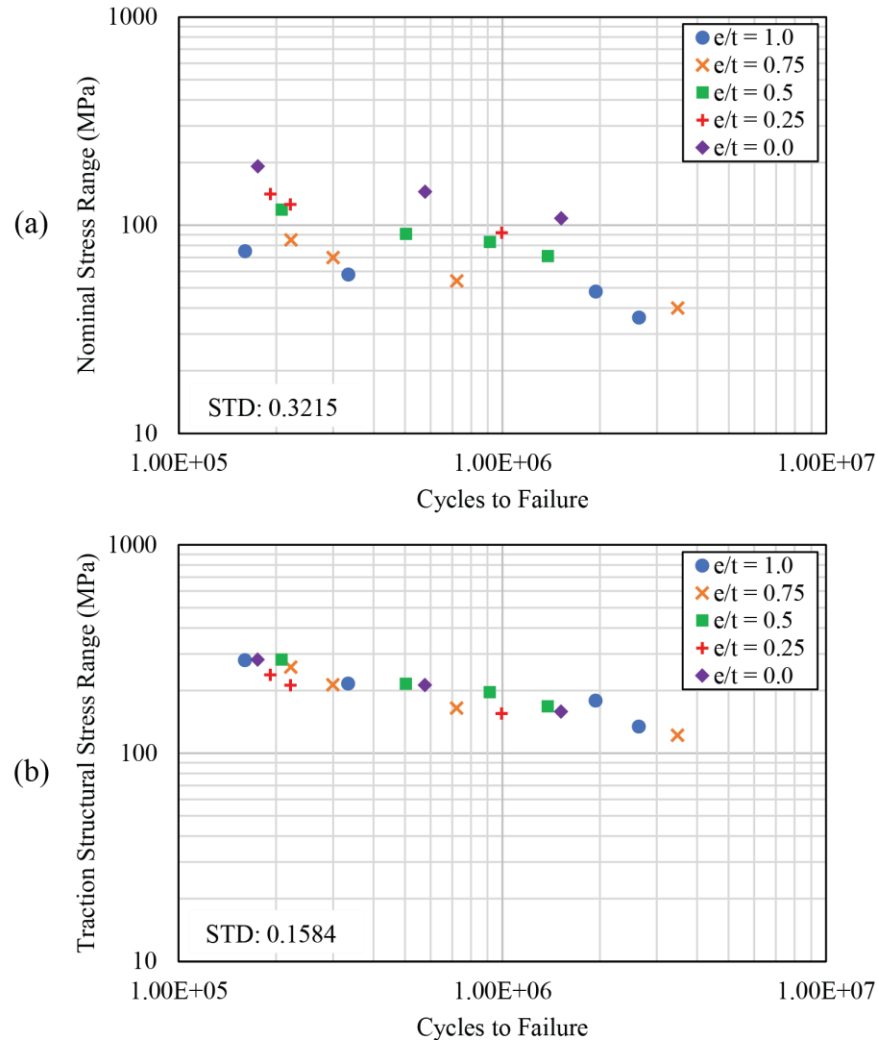 (a)
Nominal Stress Range (MPa)
1000
100
10
e/t = 1.0
e/t = 0.75
e/t = 0.5
e/t = 0.25
e/t = 0.0
STD: 0.3215
1.00E+05
1.00E+06
1.00E+07
Cycles to Failure
(b)
Traction Structural Stress Range (MPa)
1000
100
10
e/t = 1.0
e/t = 0.75
e/t = 0.5
e/t = 0.25
e/t = 0.0
STD: 0.1584
1.00E+05
1.00E+06
1.00E+07
Cycles to Failure